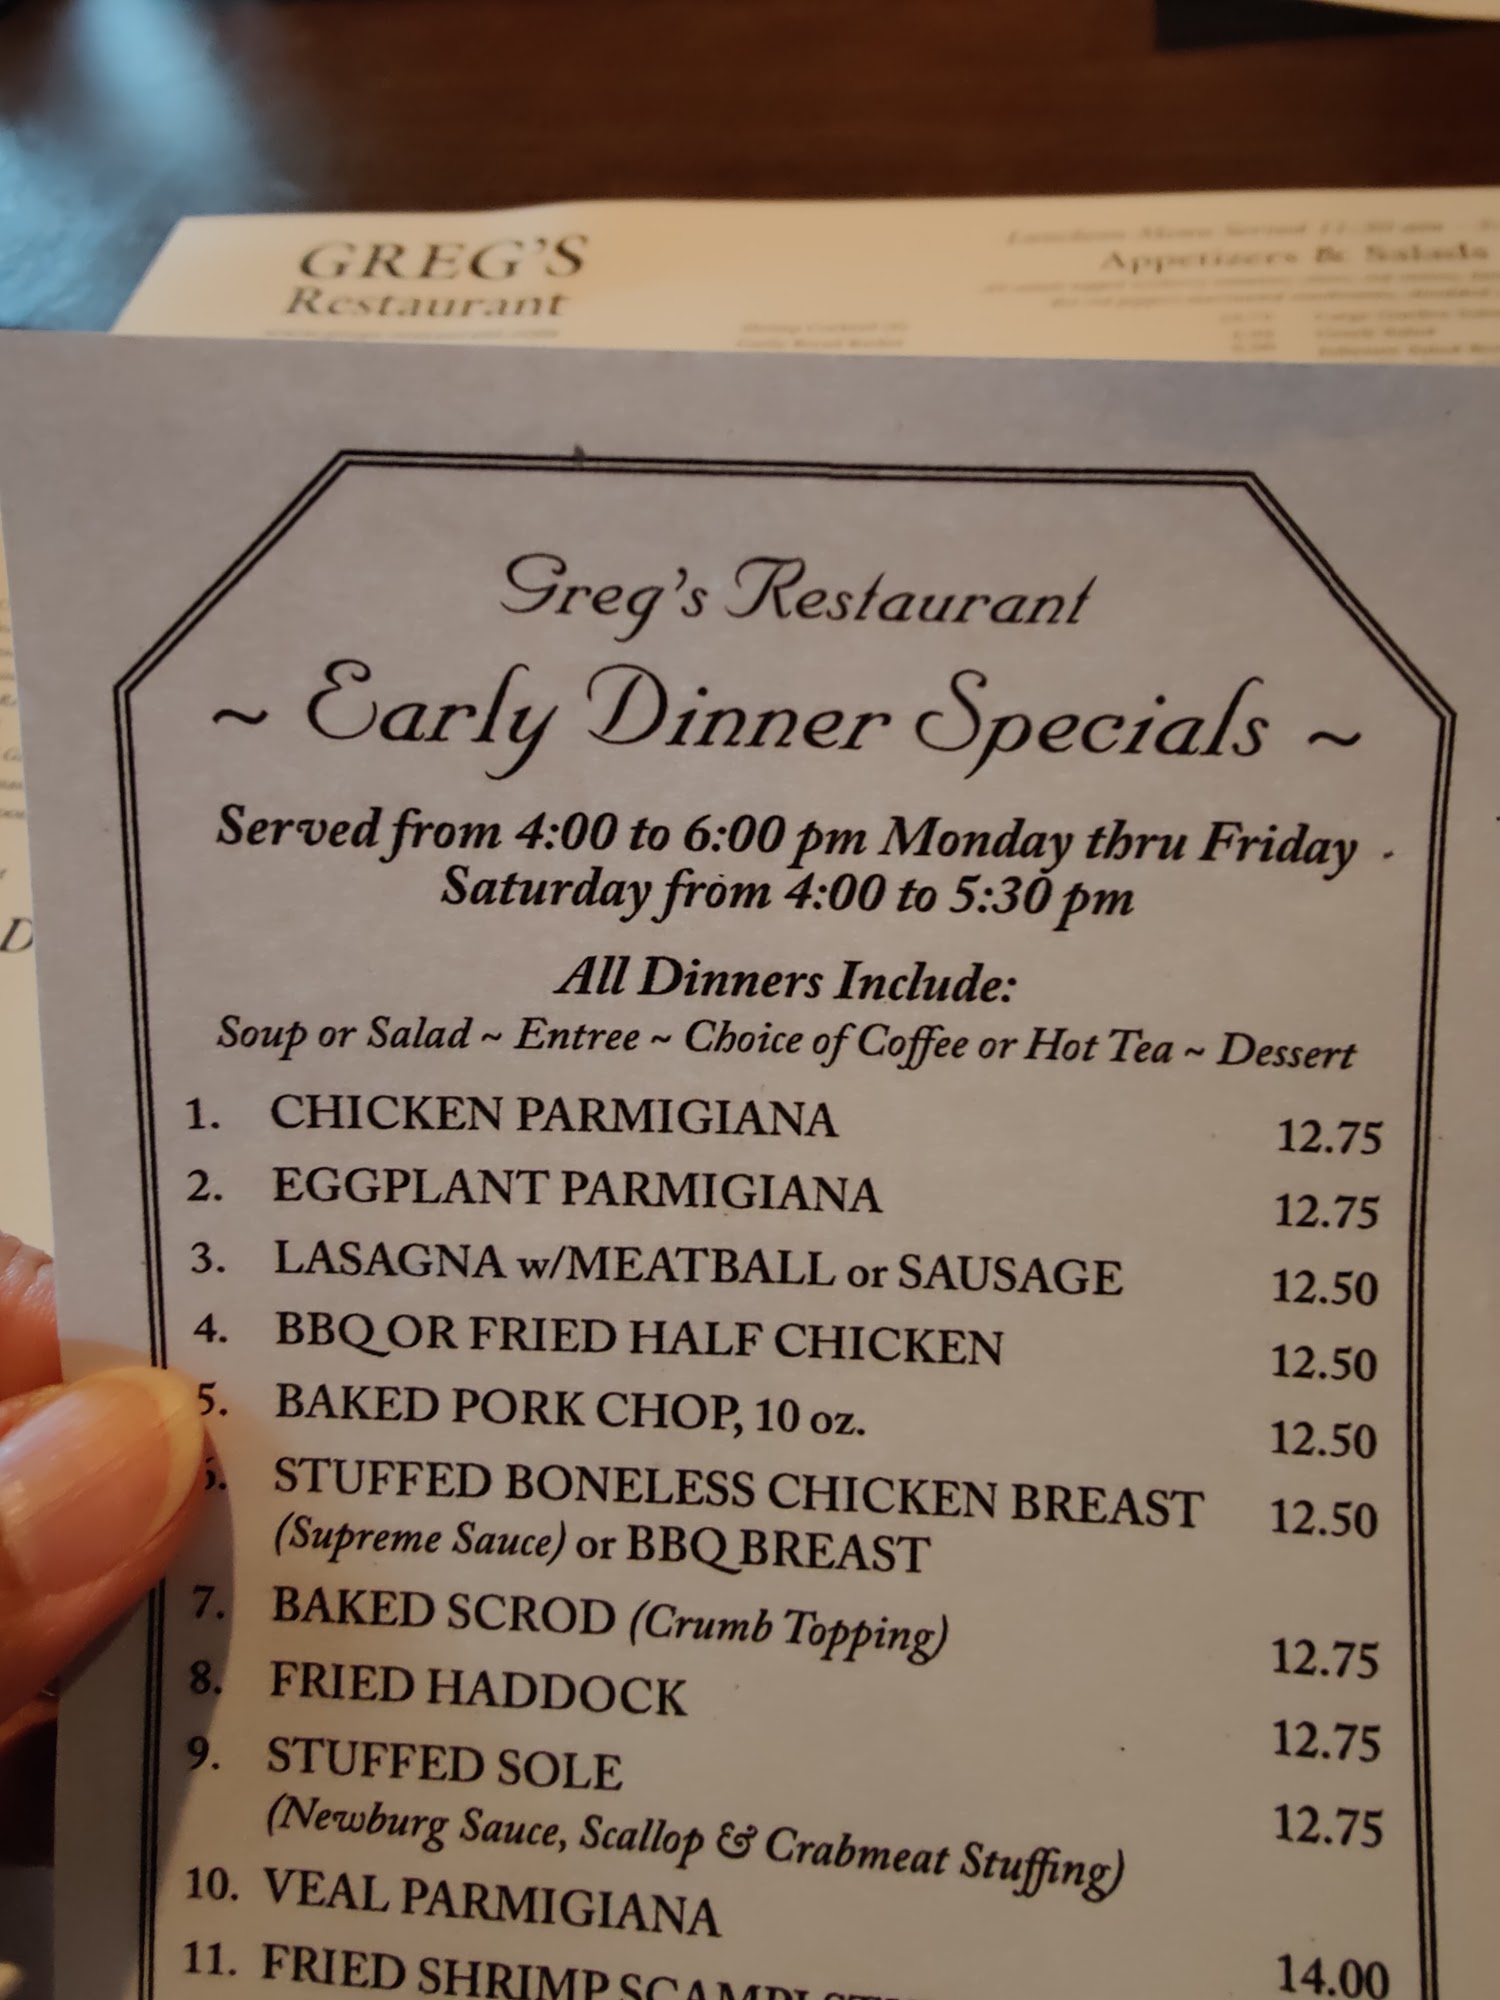 GREG'S
Restaurant
Appetizers & Salads
Greg's Restaurant
~ Early Dinner Specials ~
Served from 4:00 to 6:00 pm Monday thru Friday
Saturday from 4:00 to 5:30 pm
All Dinners Include:
Soup or Salad ~ Entree ~ Choice of Coffee or Hot Tea ~ Dessert
1. CHICKEN PARMIGIANA 12.75
2. EGGPLANT PARMIGIANA 12.75
3. LASAGNA w/MEATBALL or SAUSAGE 12.50
4. BBQ OR FRIED HALF CHICKEN 12.50
5. BAKED PORK CHOP, 10 oz. 12.50
STUFFED BONELESS CHICKEN BREAST 12.50
(Supreme Sauce) or BBQ BREAST
7. BAKED SCROD (Crumb Topping) 12.75
8. FRIED HADDOCK 12.75
9. STUFFED SOLE 12.75
(Newburg Sauce, Scallop & Crabmeat Stuffing)
10. VEAL PARMIGIANA 14.00
11. FRIED SHRIMP SCAMPI